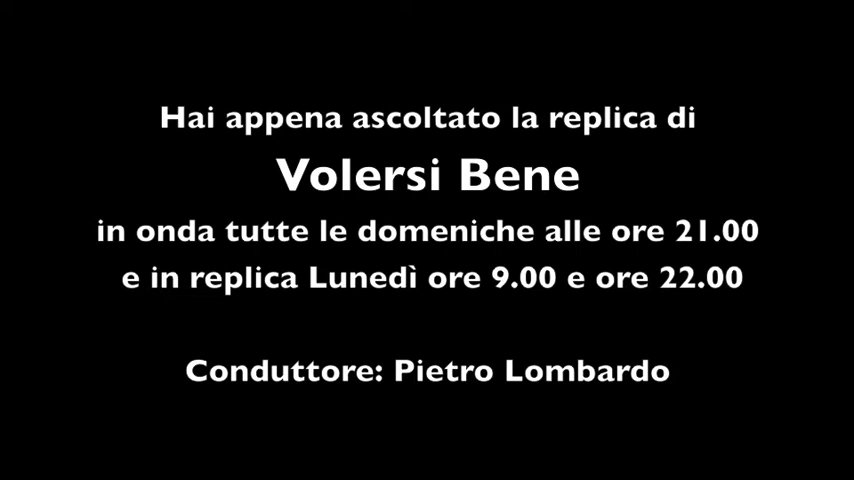 Hai appena ascoltato la replica di
Volersi Bene
in onda tutte le domeniche alle ore 21.00
e in replica Lunedì ore 9.00 e ore 22.00
Conduttore: Pietro Lombardo